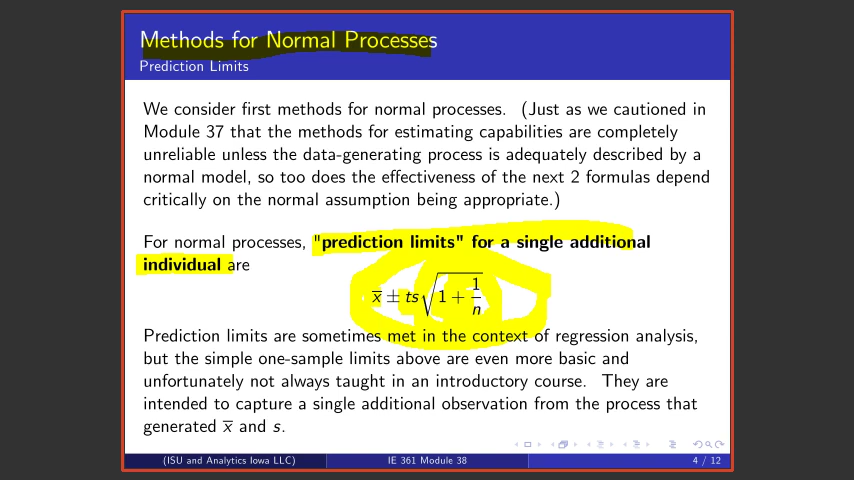 Methods for Normal Processes
Prediction Limits
We consider first methods for normal processes. (Just as we cautioned in
Module 37 that the methods for estimating capabilities are completely
unreliable unless the data-generating process is adequately described by a
normal model, so too does the effectiveness of the next 2 formulas depend
critically on the normal assumption being appropriate.)
For normal processes, "prediction limits" for a single additional
individual are
x̅ ± ts√(1 + 1/n)
Prediction limits are sometimes met in the context of regression analysis,
but the simple one-sample limits above are even more basic and
unfortunately not always taught in an introductory course. They are
intended to capture a single additional observation from the process that
generated x̅ and s.
(ISU and Analytics Iowa LLC) IE 361 Module 38 4 / 12